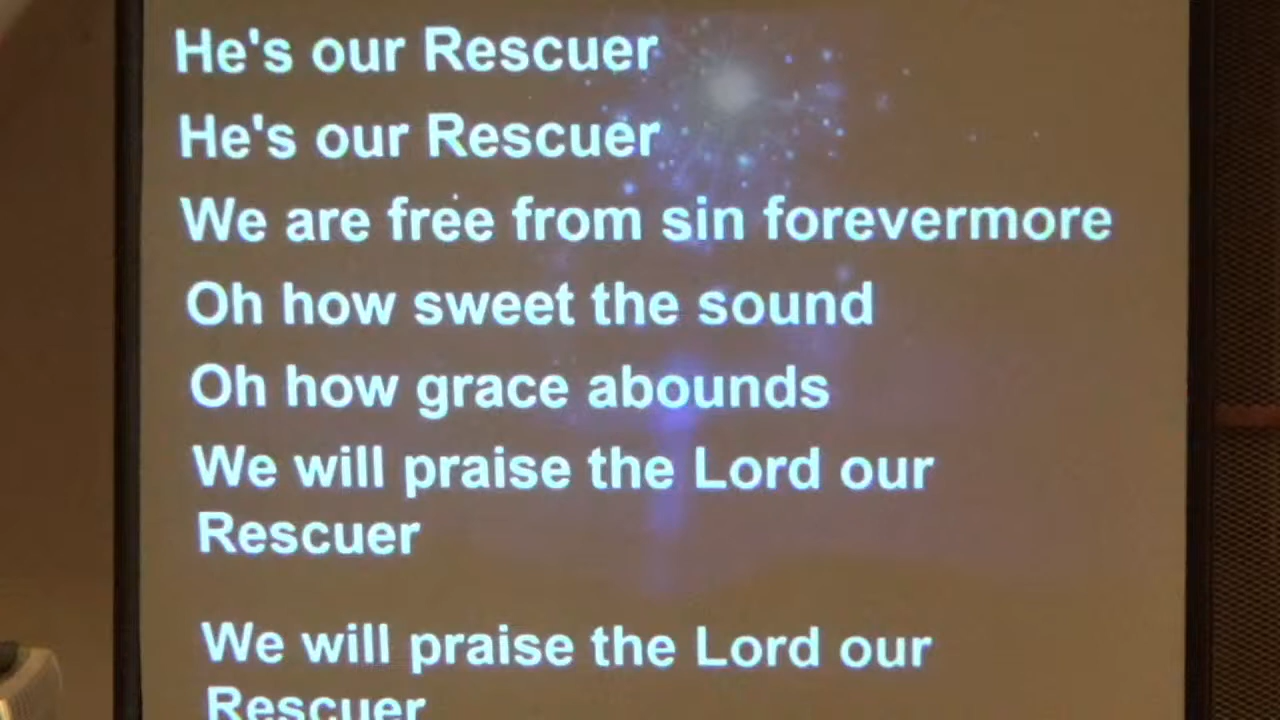 He's our Rescuer
He's our Rescuer
We are free from sin forevermore
Oh how sweet the sound
Oh how grace abounds
We will praise the Lord our
Rescuer
We will praise the Lord our
Rescuer